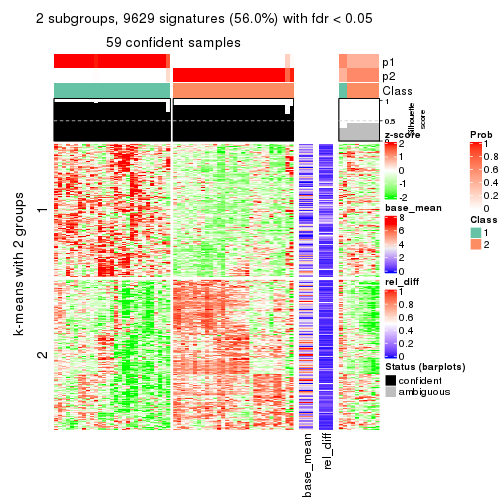 2 subgroups, 9629 signatures (56.0%) with fdr < 0.05
59 confident samples
p1
p2
Class
1
0.5
0
Silhouette
score
k-means with 2 groups
1
2
base_mean
rel_diff
z-score
2
1
0
-1
-2
base_mean
8
6
4
2
0
rel_diff
1
0.8
0.6
0.4
0.2
0
Status (barplots)
confident
ambiguous
Prob
1
0.8
0.6
0.4
0.2
0
Class
1
2